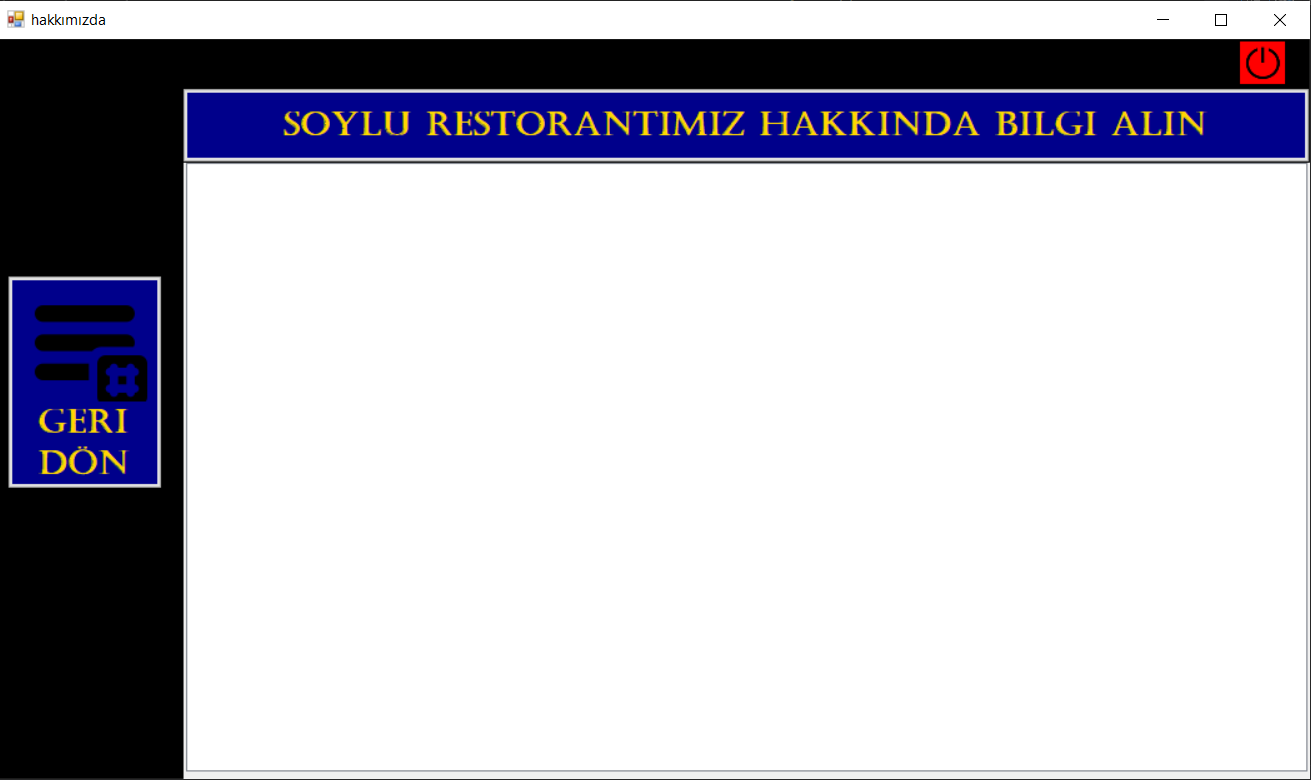 hakkımızda
SOYLU RESTORANTIMIZ HAKKINDA BILGI ALIN
GERI
DÖN